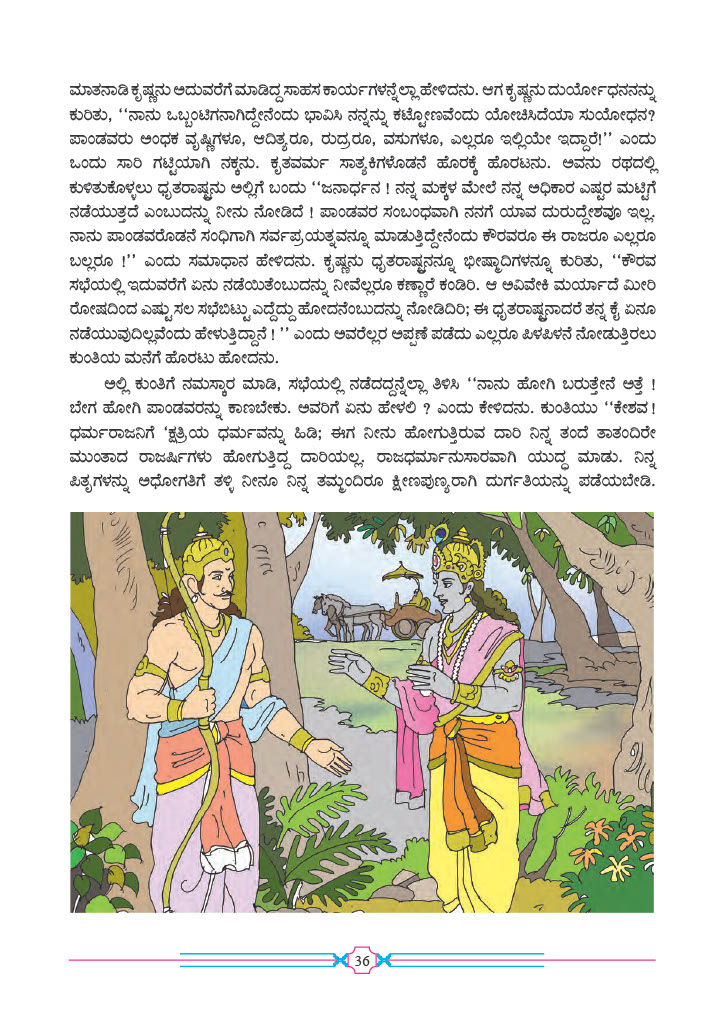 ಮಾತನಾಡಿ ಕೃಷ್ಣನು ಅದುವರೆಗೆ ಮಾಡಿದ್ದ ಸಾಹಸ ಕಾರ್ಯಗಳನ್ನೆಲ್ಲಾ ಹೇಳಿದನು. ಆಗ ಕೃಷ್ಣನು ದುರ್ಯೋಧನನನ್ನು
ಕುರಿತು, ‘‘ನಾನು ಒಬ್ಬಂಟಿಗನಾಗಿದ್ದೇನೆಂದು ಭಾವಿಸಿ ನನ್ನನ್ನು ಕಟ್ಟೋಣವೆಂದು ಯೋಚಿಸಿದೆಯಾ ಸುಯೋಧನ?
ಪಾಂಡವರು ಅಂಧಕ ವೃಷ್ಣಿಗಳೂ, ಆದಿತ್ಯರೂ, ರುದ್ರರೂ, ವಸುಗಳೂ, ಎಲ್ಲರೂ ಇಲ್ಲಿಯೇ ಇದ್ದಾರೆ!’’ ಎಂದು
ಒಂದು ಸಾರಿ ಗಟ್ಟಿಯಾಗಿ ನಕ್ಕನು. ಕೃತವರ್ಮ ಸಾತ್ಯಕಿಗಳೊಡನೆ ಹೊರಕ್ಕೆ ಹೊರಟನು. ಅವನು ರಥದಲ್ಲಿ
ಕುಳಿತುಕೊಳ್ಳಲು ಧೃತರಾಷ್ಟ್ರನು ಅಲ್ಲಿಗೆ ಬಂದು ‘‘ಜನಾರ್ಧನ ! ನನ್ನ ಮಕ್ಕಳ ಮೇಲೆ ನನ್ನ ಅಧಿಕಾರ ಎಷ್ಟರ ಮಟ್ಟಿಗೆ
ನಡೆಯುತ್ತದೆ ಎಂಬುದನ್ನು ನೀನು ನೋಡಿದೆ ! ಪಾಂಡವರ ಸಂಬಂಧವಾಗಿ ನನಗೆ ಯಾವ ದುರುದ್ದೇಶವೂ ಇಲ್ಲ.
ನಾನು ಪಾಂಡವರೊಡನೆ ಸಂಧಿಗಾಗಿ ಸರ್ವಪ್ರಯತ್ನವನ್ನೂ ಮಾಡುತ್ತಿದ್ದೇನೆಂದು ಕೌರವರೂ ಈ ರಾಜರೂ ಎಲ್ಲರೂ
ಬಲ್ಲರೂ !’’ ಎಂದು ಸಮಾಧಾನ ಹೇಳಿದನು. ಕೃಷ್ಣನು ಧೃತರಾಷ್ಟ್ರನನ್ನೂ ಭೀಷ್ಮಾದಿಗಳನ್ನೂ ಕುರಿತು, ‘‘ಕೌರವ
ಸಭೆಯಲ್ಲಿ ಇದುವರೆಗೆ ಏನು ನಡೆಯಿತೆಂಬುದನ್ನು ನೀವೆಲ್ಲರೂ ಕಣ್ಣಾರೆ ಕಂಡಿರಿ. ಆ ಅವಿವೇಕಿ ಮರ್ಯಾದೆ ಮೀರಿ
ರೋಷದಿಂದ ಎಷ್ಟು ಸಲ ಸಭೆಬಿಟ್ಟು ಎದ್ದೆದ್ದು ಹೋದನೆಂಬುದನ್ನು ನೋಡಿದಿರಿ; ಈ ಧೃತರಾಷ್ಟ್ರನಾದರೆ ತನ್ನ ಕೈ ಏನೂ
ನಡೆಯುವುದಿಲ್ಲವೆಂದು ಹೇಳುತ್ತಿದ್ದಾನೆ ! ’’ ಎಂದು ಅವರೆಲ್ಲರ ಅಪ್ಪಣೆ ಪಡೆದು ಎಲ್ಲರೂ ಪಿಳಪಿಳನೆ ನೋಡುತ್ತಿರಲು
ಕುಂತಿಯ ಮನೆಗೆ ಹೊರಟು ಹೋದನು.
ಅಲ್ಲಿ ಕುಂತಿಗೆ ನಮಸ್ಕಾರ ಮಾಡಿ, ಸಭೆಯಲ್ಲಿ ನಡೆದದ್ದನ್ನೆಲ್ಲಾ ತಿಳಿಸಿ ‘‘ನಾನು ಹೋಗಿ ಬರುತ್ತೇನೆ ಅತ್ತೆ !
ಬೇಗ ಹೋಗಿ ಪಾಂಡವರನ್ನು ಕಾಣಬೇಕು. ಅವರಿಗೆ ಏನು ಹೇಳಲಿ ? ಎಂದು ಕೇಳಿದನು. ಕುಂತಿಯು ‘‘ಕೇಶವ !
ಧರ್ಮರಾಜನಿಗೆ ‘ಕ್ಷತ್ರಿಯ ಧರ್ಮವನ್ನು ಹಿಡಿ; ಈಗ ನೀನು ಹೋಗುತ್ತಿರುವ ದಾರಿ ನಿನ್ನ ತಂದೆ ತಾತಂದಿರೇ
ಮುಂತಾದ ರಾಜರ್ಷಿಗಳು ಹೋಗುತ್ತಿದ್ದ ದಾರಿಯಲ್ಲ. ರಾಜಧರ್ಮಾನುಸಾರವಾಗಿ ಯುದ್ಧ ಮಾಡು. ನಿನ್ನ
ಪಿತೃಗಳನ್ನು ಅಧೋಗತಿಗೆ ತಳ್ಳಿ ನೀನೂ ನಿನ್ನ ತಮ್ಮಂದಿರೂ ಕ್ಷೀಣಪುಣ್ಯರಾಗಿ ದುರ್ಗತಿಯನ್ನು ಪಡೆಯಬೇಡಿ.
36